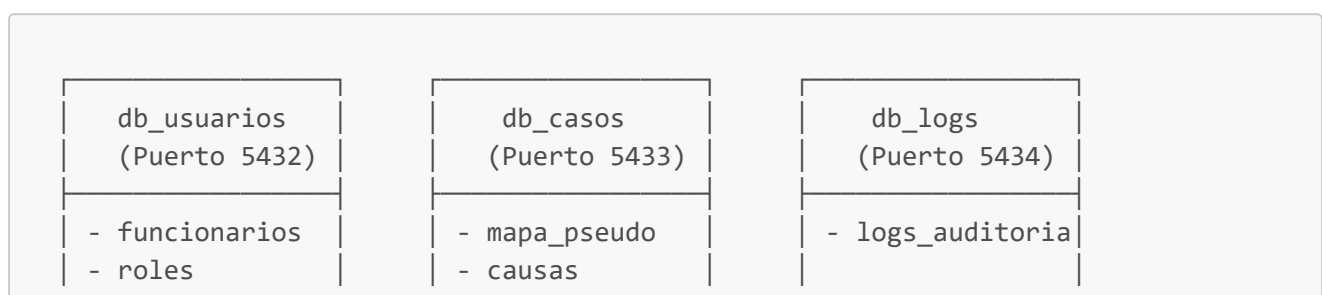 db_usuarios db_casos db_logs
(Puerto 5432) (Puerto 5433) (Puerto 5434)
- funcionarios - mapa_pseudo - logs_auditoria
- roles - causas